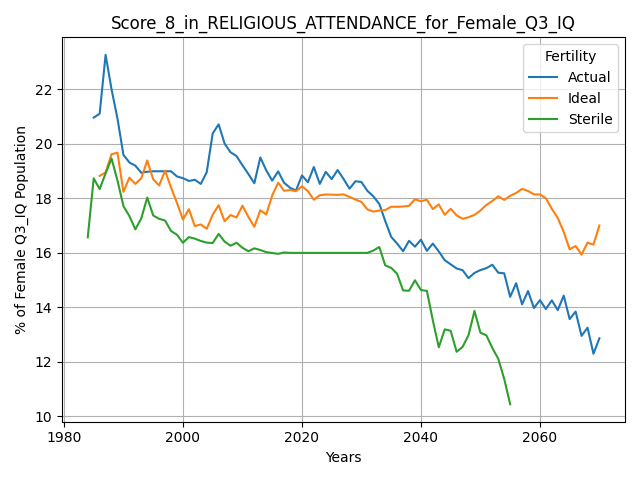 Score_8_in_RELIGIOUS_ATTENDANCE_for_Female_Q3_IQ
Fertility
Actual
Ideal
Sterile
% of Female Q3_IQ Population
22
20
18
16
14
12
10
1980
2000
2020
2040
2060
Years